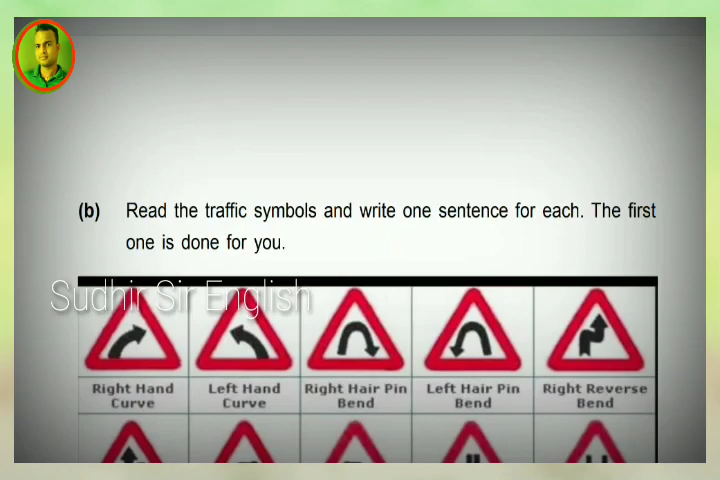 (b) Read the traffic symbols and write one sentence for each. The first
one is done for you.
Sudhir Sir English
Right Hand Curve
Left Hand Curve
Right Hair Pin Bend
Left Hair Pin Bend
Right Reverse Bend